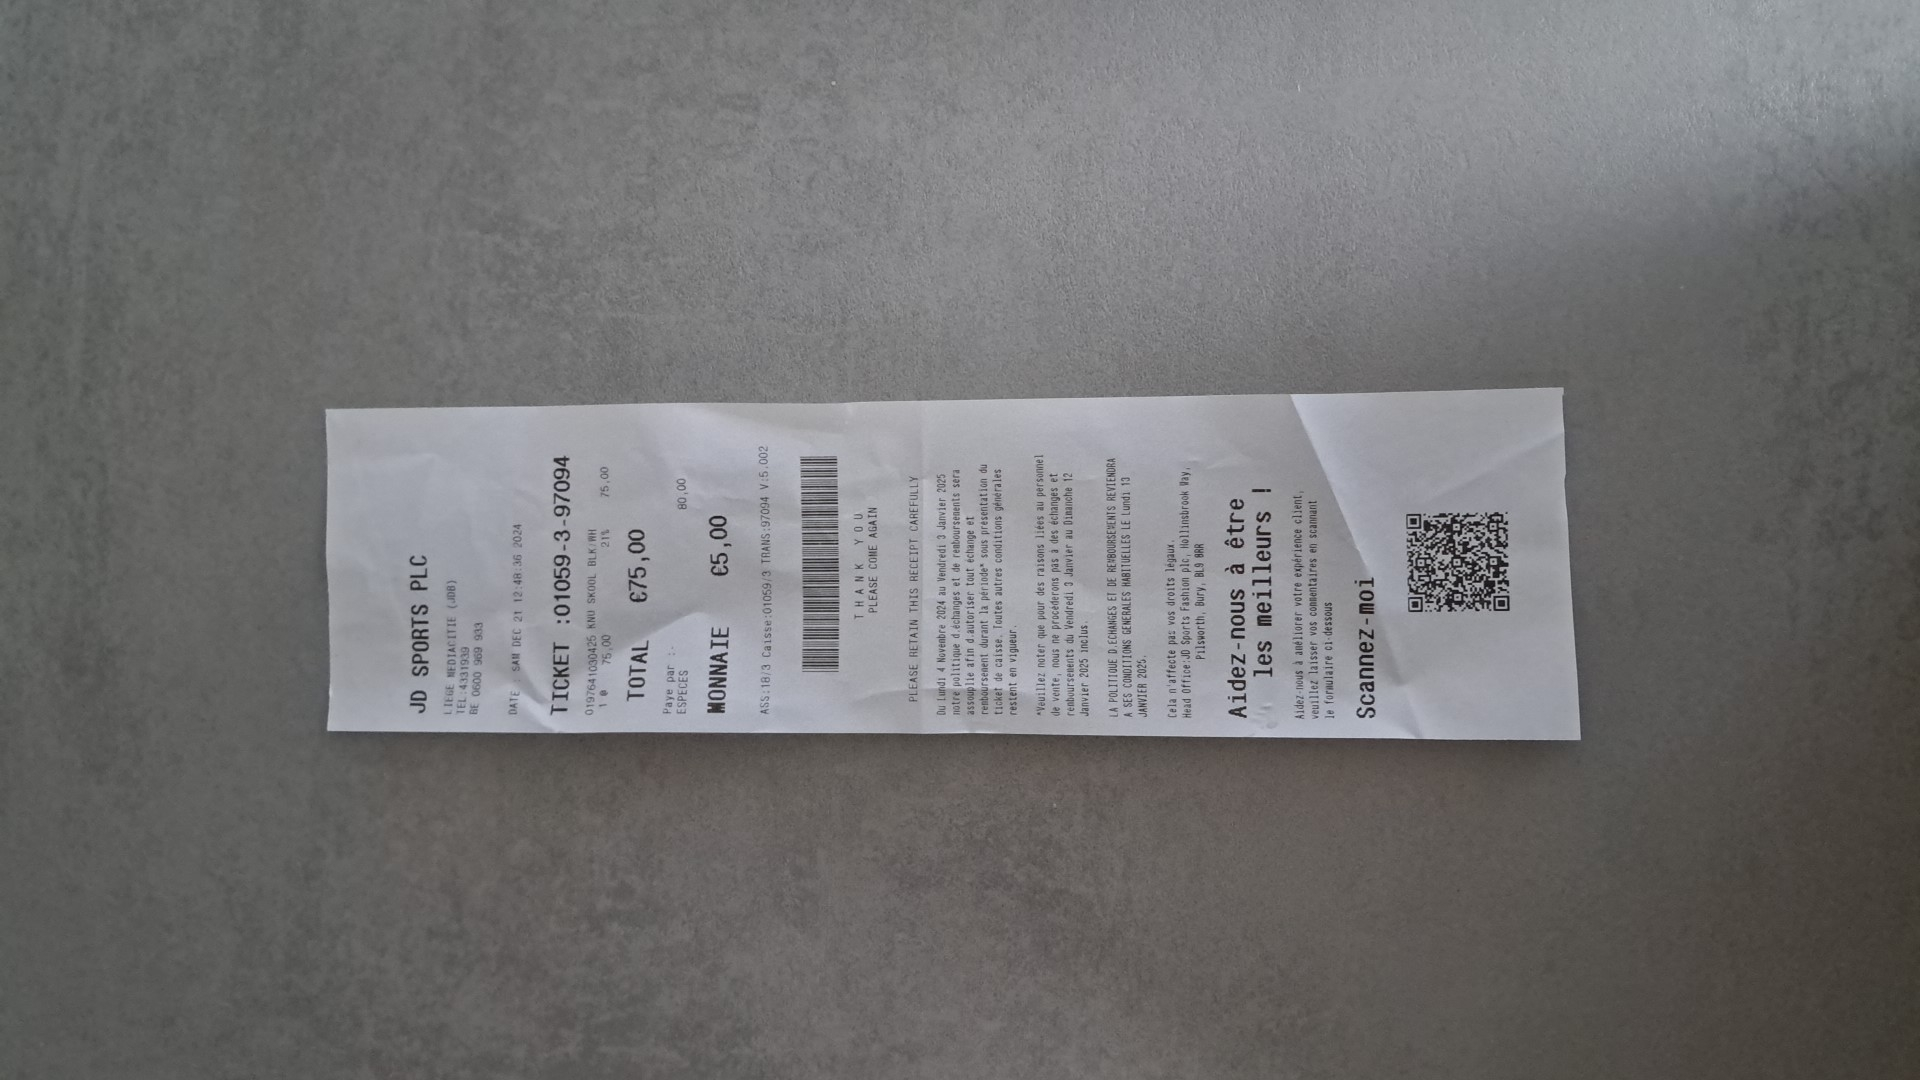 JD SPORTS PLC
LIEGE MEDIACITIE (JDB)
TEL:4331939
BE 0600 969 933
DATE : SAM DEC 21 12:48:36 2024
TICKET :01059-3-97094
0197641030425 KNU SKOOL BLK/WH
1 @ 75,00 21% 75,00
TOTAL €75,00
Paye par :-
ESPECES 80,00
MONNAIE €5,00
ASS:18/3 Caisse:01059/3 TRANS:97094 V:5.002
T H A N K Y O U
PLEASE COME AGAIN
PLEASE RETAIN THIS RECEIPT CAREFULLY
Du lundi 4 Novembre 2024 au Vendredi 3 Janvier 2025
notre politique d.échanges et de remboursements sera
assouplie afin d.autoriser tout échange et
remboursement durant la période* sous présentation du
ticket de caisse. Toutes autres conditions générales
restent en vigueur.
*Veuillez noter que pour des raisons liées au personnel
de vente, nous ne procéderons pas à des échanges et
remboursements du Vendredi 3 Janvier au Dimanche 12
Janvier 2025 inclus.
LA POLITIQUE D.ECHANGES ET DE REMBOURSEMENTS REVIENDRA
A SES CONDITIONS GENERALES HABITUELLES LE Lundi 13
JANVIER 2025.
Cela n'affecte pas vos droits légaux.
Head Office:JD Sports Fashion plc, Hollinsbrook Way,
Pilsworth, Bury, BL9 8RR
Aidez-nous à être
les meilleurs !
Aidez-nous à améliorer votre expérience client,
veuillez laisser vos commentaires en scannant
le formulaire ci-dessous
Scannez-moi